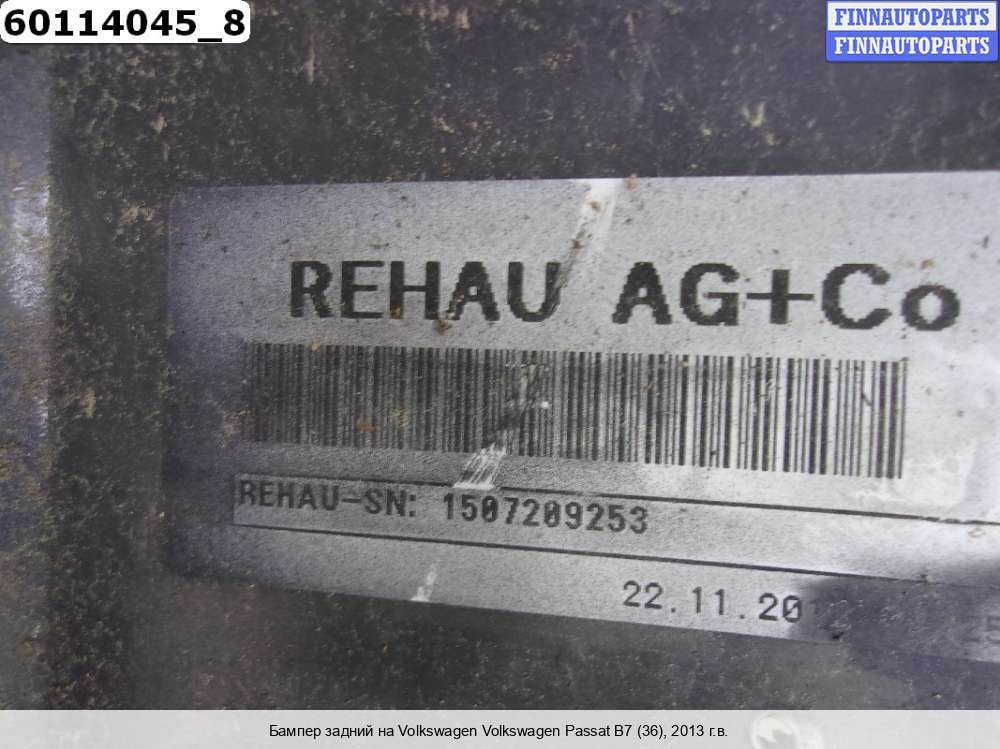 60114045_8
FINNAUTOPARTS
FINNAUTOPARTS
REHAU AG+Co
REHAU-SN: 1507209253
Бампер задний на Volkswagen Volkswagen Passat B7 (36), 2013 г.в.